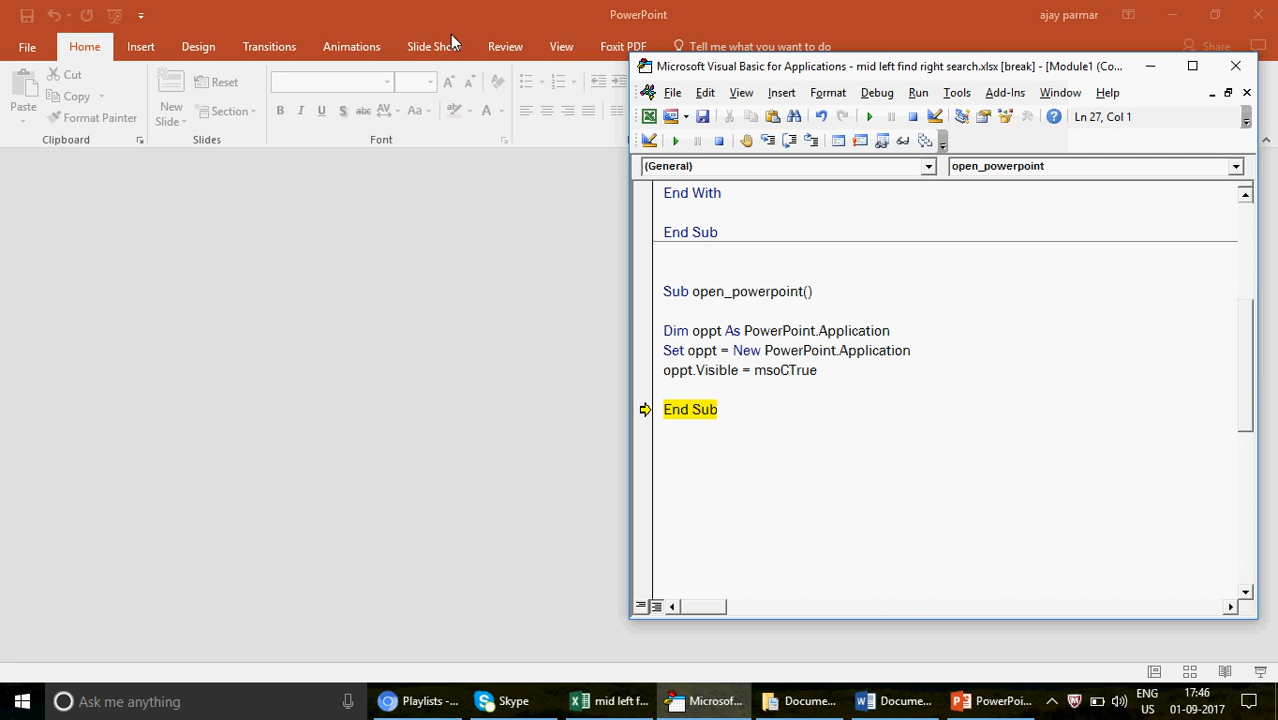 PowerPoint
ajay parmar
File
Home
Insert
Design
Transitions
Animations
Slide Show
Review
View
Foxit PDF
Tell me what you want to do
Share
Paste
Cut
Copy
Format Painter
Clipboard
New
Slide
Reset
Section
Slides
B I U S abc AV Aa A
Font
Microsoft Visual Basic for Applications - mid left find right search.xlsx [break] - [Module1 (Co...
File Edit View Insert Format Debug Run Tools Add-Ins Window Help
Ln 27, Col 1
(General)
open_powerpoint
End With
End Sub
Sub open_powerpoint()
Dim oppt As PowerPoint.Application
Set oppt = New PowerPoint.Application
oppt.Visible = msoCTrue
End Sub
Ask me anything
Playlists -...
Skype
mid left f...
Microsof...
Docume...
Docume...
PowerPoi...
ENG
US
17:46
01-09-2017